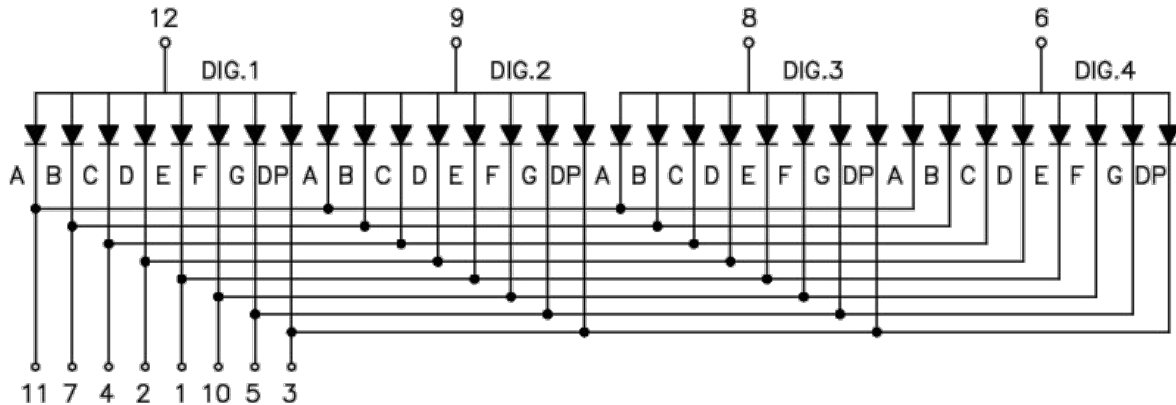 12 9 8 6
DIG.1 DIG.2 DIG.3 DIG.4
A B C D E F G DP A B C D E F G DP A B C D E F G DP A B C D E F G DP
11 7 4 2 1 10 5 3